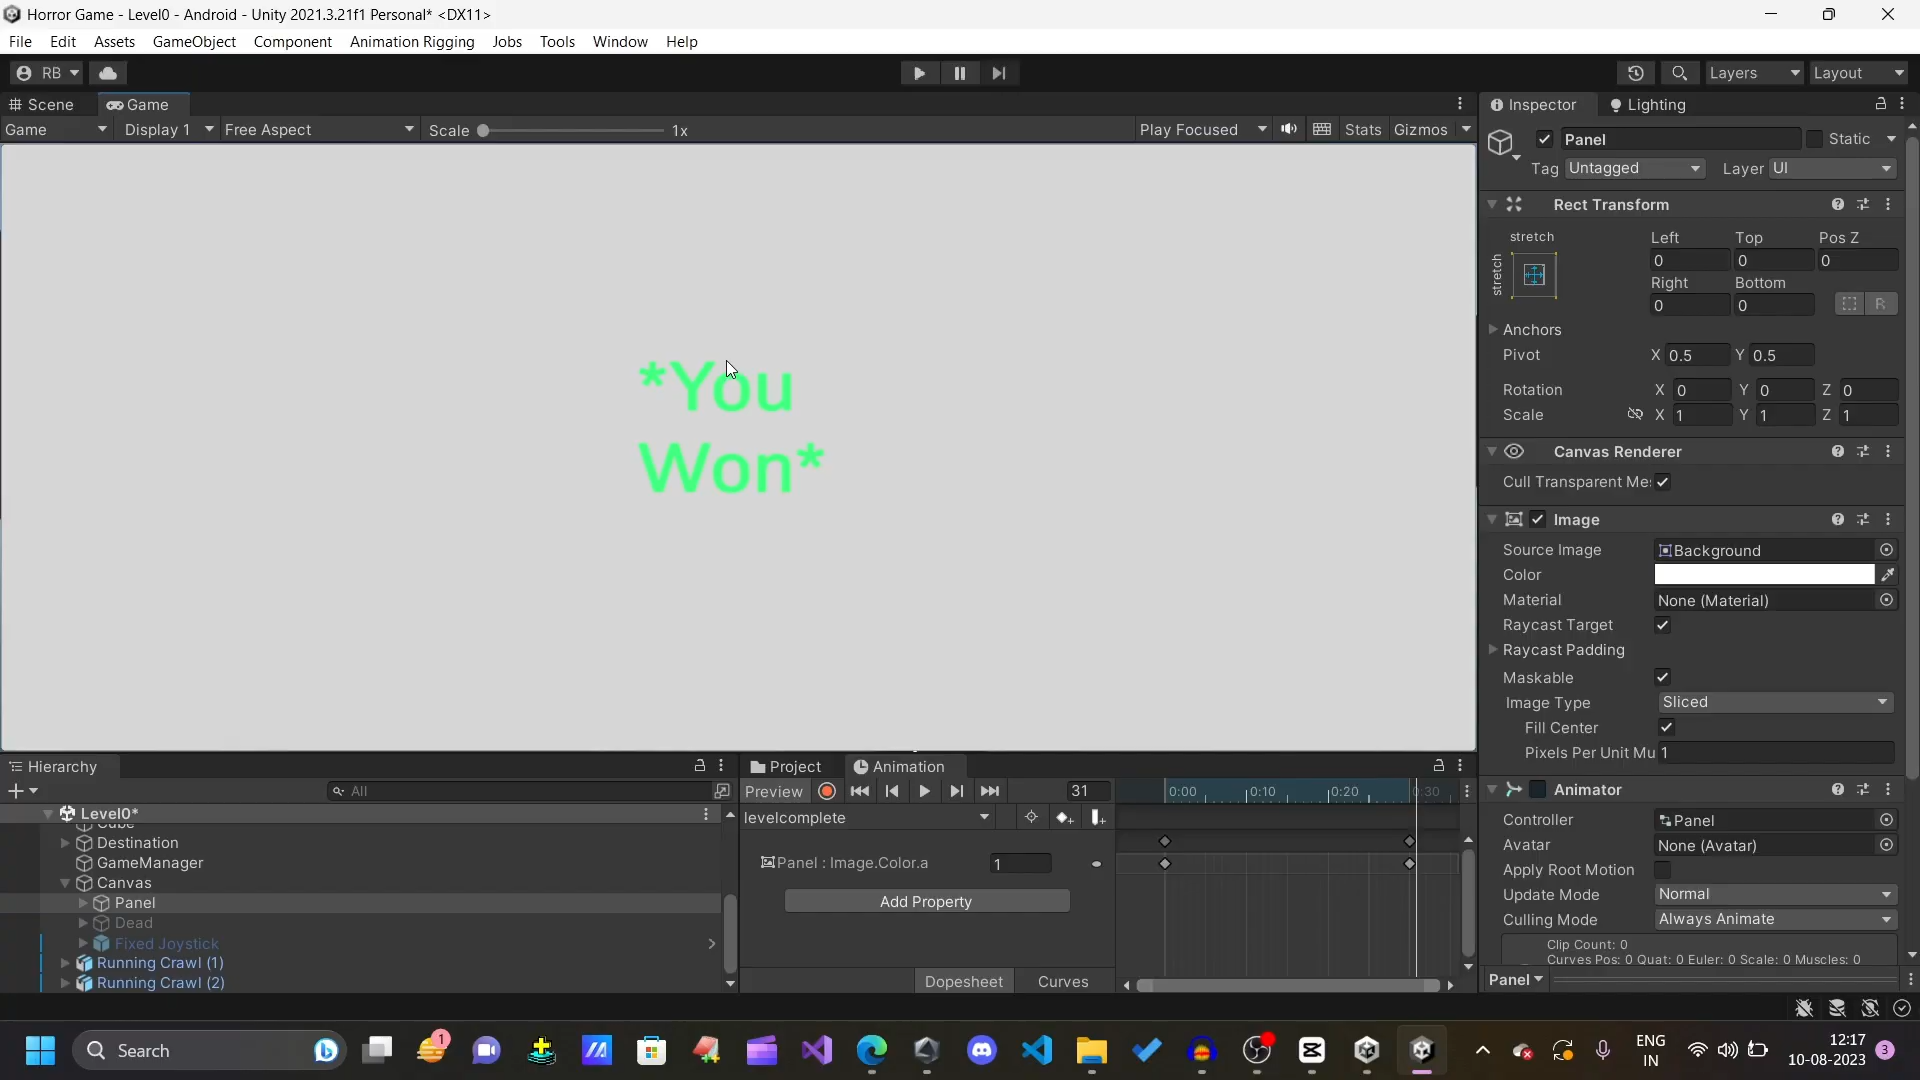 Horror Game - Level0 - Android - Unity 2021.3.21f1 Personal* <DX11>
File Edit Assets GameObject Component Animation Rigging Jobs Tools Window Help
RB Layers Layout
Scene Game Inspector Lighting
Game Display 1 Free Aspect Scale 1x Play Focused Stats Gizmos
Panel Static
Tag Untagged Layer UI
Rect Transform
stretch Left Top Pos Z
stretch 0 0 0
Right Bottom
0 0 R
Anchors
Pivot X 0.5 Y 0.5
Rotation X 0 Y 0 Z 0
Scale X 1 Y 1 Z 1
Canvas Renderer
Cull Transparent Me
Image
Source Image Background
Color
Material None (Material)
Raycast Target
Raycast Padding
Maskable
Image Type Sliced
Fill Center
Pixels Per Unit Mu 1
Animator
Controller Panel
Avatar None (Avatar)
Apply Root Motion
Update Mode Normal
Culling Mode Always Animate
Clip Count: 0
Curves Pos: 0 Quat: 0 Euler: 0 Scale: 0 Muscles: 0
Panel
*You
Won*
Hierarchy
All
Level0*
Cube
Destination
GameManager
Canvas
Panel
Dead
Fixed Joystick
Running Crawl (1)
Running Crawl (2)
Project Animation
Preview 31 0:00 0:10 0:20 0:30
levelcomplete
Panel : Image.Color.a 1
Add Property
Dopesheet Curves
Search 1 ENG
IN
12:17
10-08-2023 3